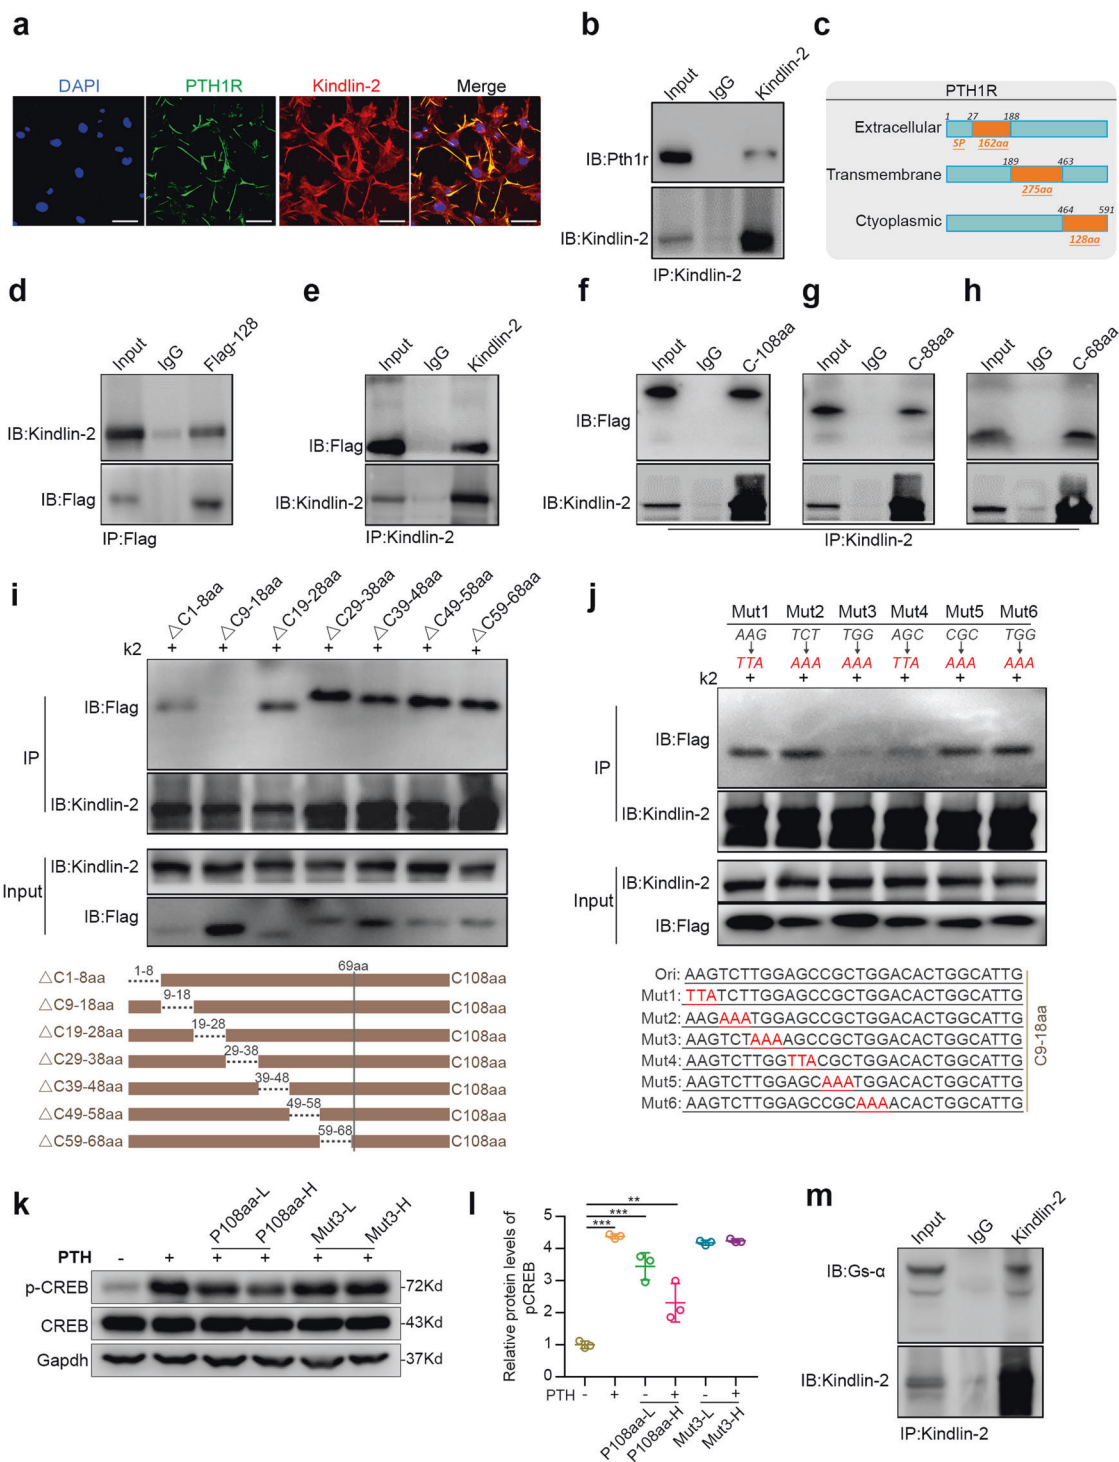 a
DAPI PTH1R Kindlin-2 Merge
b
Input IgG Kindlin-2
IB:Pth1r
IB:Kindlin-2
IP:Kindlin-2
c
PTH1R
1 27 188
Extracellular
SP 162aa
189 463
Transmembrane
275aa
464 591
Ctyoplasmic
128aa
d
Input IgG Flag-128
IB:Kindlin-2
IB:Flag
IP:Flag
e
Input IgG Kindlin-2
IB:Flag
IB:Kindlin-2
IP:Kindlin-2
f g h
Input IgG C-108aa Input IgG C-88aa Input IgG C-68aa
IB:Flag
IB:Kindlin-2
IP:Kindlin-2
i
△C1-8aa △C9-18aa △C19-28aa △C29-38aa △C39-48aa △C49-58aa △C59-68aa
k2 + + + + + + +
IP
IB:Flag
IB:Kindlin-2
Input
IB:Kindlin-2
IB:Flag
69aa
△C1-8aa 1-8 C108aa
△C9-18aa 9-18 C108aa
△C19-28aa 19-28 C108aa
△C29-38aa 29-38 C108aa
△C39-48aa 39-48 C108aa
△C49-58aa 49-58 C108aa
△C59-68aa 59-68 C108aa
j
Mut1 Mut2 Mut3 Mut4 Mut5 Mut6
AAG TCT TGG AGC CGC TGG
TTA AAA AAA TTA AAA AAA
k2 + + + + + +
IP
IB:Flag
IB:Kindlin-2
Input
IB:Kindlin-2
IB:Flag
Ori: AAGTCTTGGAGCCGCTGGACACTGGCATTG
Mut1: TTATCTTGGAGCCGCTGGACACTGGCATTG
Mut2: AAGAAATGGAGCCGCTGGACACTGGCATTG
Mut3: AAGTCTAAAAGCCGCTGGACACTGGCATTG
Mut4: AAGTCTTGGTTACGCTGGACACTGGCATTG
Mut5: AAGTCTTGGAGCAAATGGACACTGGCATTG
Mut6: AAGTCTTGGAGCCGCAAAACACTGGCATTG
C9-18aa
k
P108aa-L P108aa-H Mut3-L Mut3-H
PTH - + + + + +
p-CREB -72Kd
CREB -43Kd
Gapdh -37Kd
l
Relative protein levels of
pCREB
5
4
3
2
1
0
**
***
***
PTH - + - + - +
P108aa-L P108aa-H Mut3-L Mut3-H
m
Input IgG Kindlin-2
IB:Gs-α
IB:Kindlin-2
IP:Kindlin-2